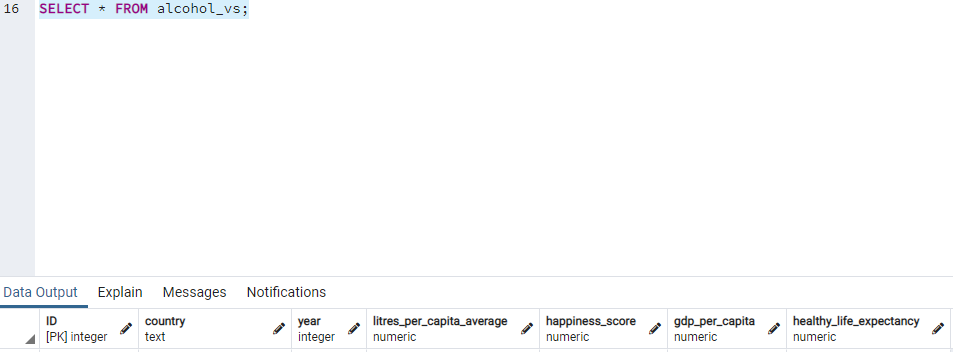 16 SELECT * FROM alcohol_vs;
Data Output Explain Messages Notifications
ID country year litres_per_capita_average happiness_score gdp_per_capita healthy_life_expectancy
[PK] integer text integer numeric numeric numeric numeric